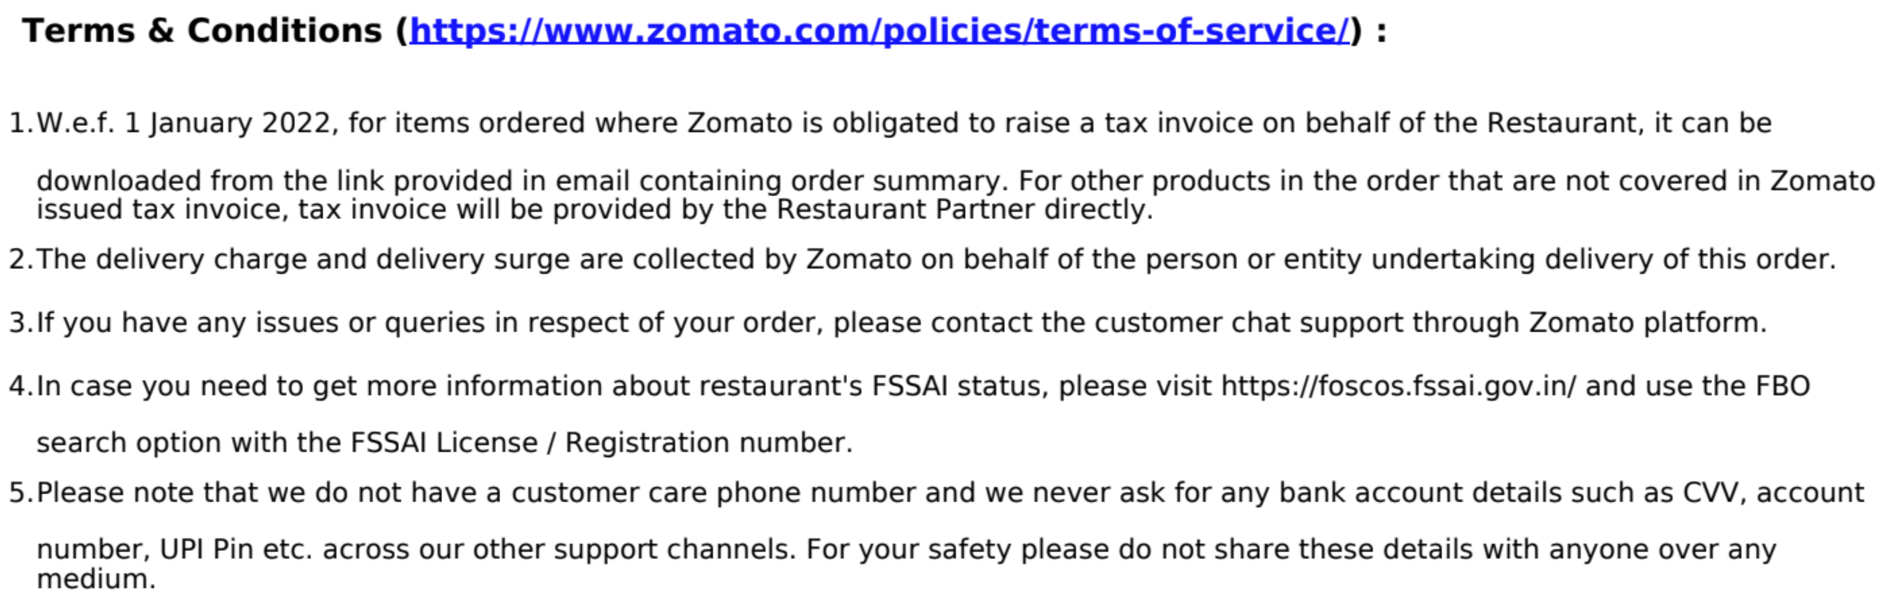 Terms & Conditions (https://www.zomato.com/policies/terms-of-service/) :
1.W.e.f. 1 January 2022, for items ordered where Zomato is obligated to raise a tax invoice on behalf of the Restaurant, it can be
downloaded from the link provided in email containing order summary. For other products in the order that are not covered in Zomato
issued tax invoice, tax invoice will be provided by the Restaurant Partner directly.
2.The delivery charge and delivery surge are collected by Zomato on behalf of the person or entity undertaking delivery of this order.
3.If you have any issues or queries in respect of your order, please contact the customer chat support through Zomato platform.
4.In case you need to get more information about restaurant's FSSAI status, please visit https://foscos.fssai.gov.in/ and use the FBO
search option with the FSSAI License / Registration number.
5.Please note that we do not have a customer care phone number and we never ask for any bank account details such as CVV, account
number, UPI Pin etc. across our other support channels. For your safety please do not share these details with anyone over any
medium.